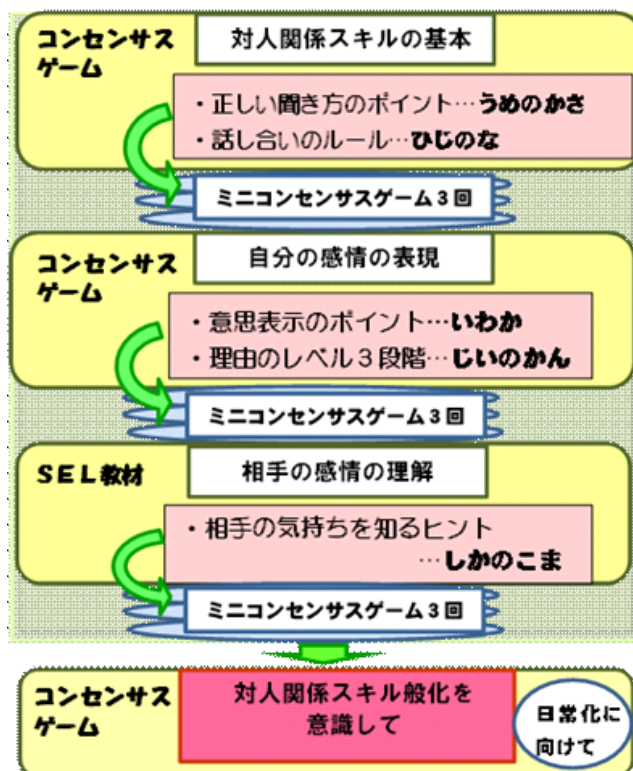 コンセンサス
ゲーム
対人関係スキルの基本
・正しい聞き方のポイント…うめのかさ
・話し合いのルール…ひじのな
ミニコンセンサスゲーム3回
コンセンサス
ゲーム
自分の感情の表現
・意思表示のポイント…いわか
・理由のレベル3段階…じいのかん
ミニコンセンサスゲーム3回
SEL教材
相手の感情の理解
・相手の気持ちを知るヒント
…しかのこま
ミニコンセンサスゲーム3回
コンセンサス
ゲーム
対人関係スキル般化を
意識して
日常化に
向けて